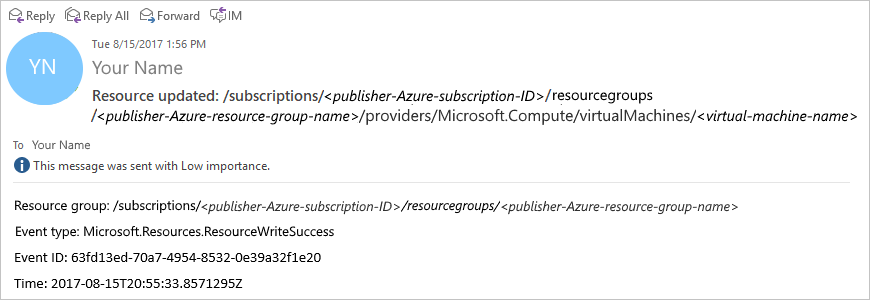 Reply Reply All Forward IM
Tue 8/15/2017 1:56 PM
YN
Your Name
Resource updated: /subscriptions/<publisher-Azure-subscription-ID>/resourcegroups
/<publisher-Azure-resource-group-name>/providers/Microsoft.Compute/virtualMachines/<virtual-machine-name>
To Your Name
This message was sent with Low importance.
Resource group: /subscriptions/<publisher-Azure-subscription-ID>/resourcegroups/<publisher-Azure-resource-group-name>
Event type: Microsoft.Resources.ResourceWriteSuccess
Event ID: 63fd13ed-70a7-4954-8532-0e39a32f1e20
Time: 2017-08-15T20:55:33.8571295Z